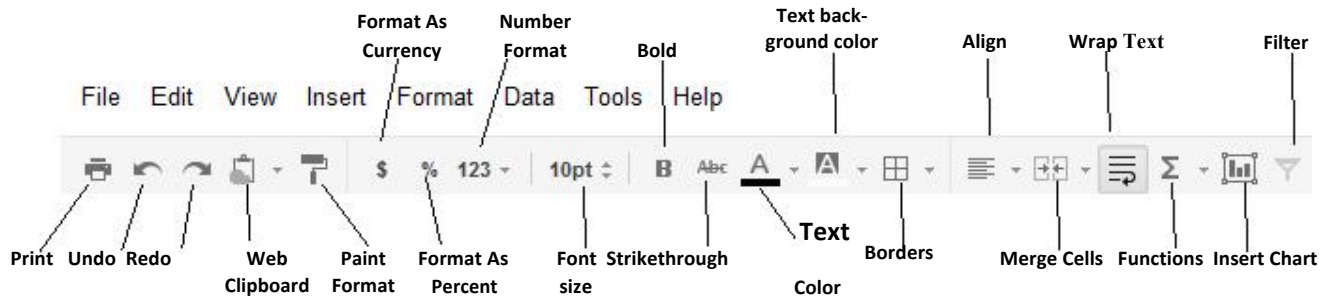 Format As
Currency
Number
Format
Bold
Text back-
ground color
Align
Wrap Text
Filter
File Edit View Insert Format Data Tools Help
$ % 123 10pt B Abc A A Σ
Print Undo Redo
Web
Clipboard
Paint
Format
Format As
Percent
Font
size
Strikethrough
Text
Color
Borders
Merge Cells
Functions
Insert Chart